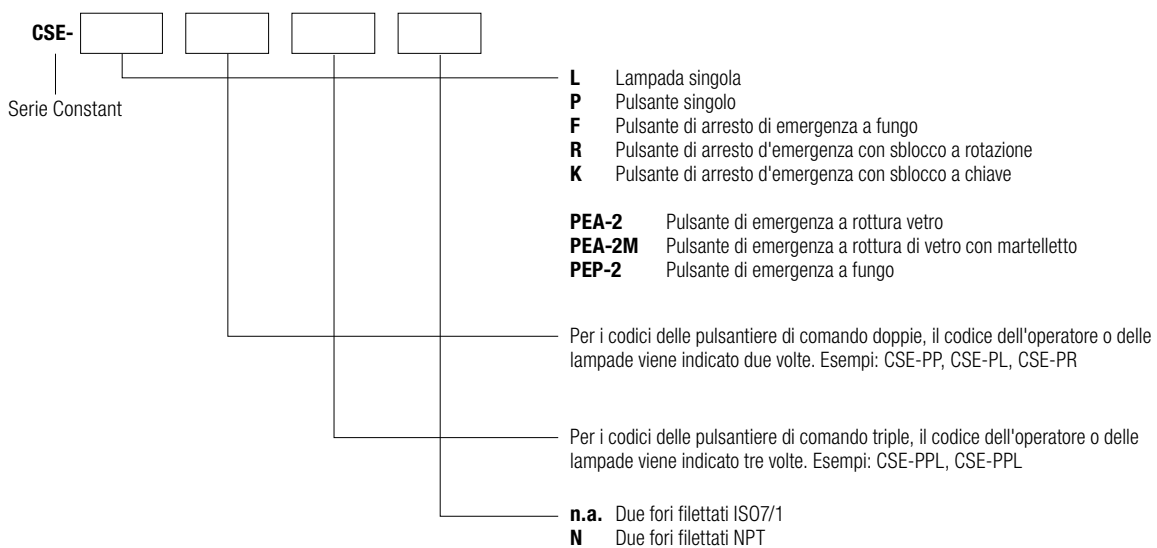 CSE-
Serie Constant
L Lampada singola
P Pulsante singolo
F Pulsante di arresto di emergenza a fungo
R Pulsante di arresto d'emergenza con sblocco a rotazione
K Pulsante di arresto d'emergenza con sblocco a chiave
PEA-2 Pulsante di emergenza a rottura vetro
PEA-2M Pulsante di emergenza a rottura di vetro con martelletto
PEP-2 Pulsante di emergenza a fungo
Per i codici delle pulsantiere di comando doppie, il codice dell'operatore o delle
lampade viene indicato due volte. Esempi: CSE-PP, CSE-PL, CSE-PR
Per i codici delle pulsantiere di comando triple, il codice dell'operatore o delle
lampade viene indicato tre volte. Esempi: CSE-PPL, CSE-PPL
n.a. Due fori filettati ISO7/1
N Due fori filettati NPT